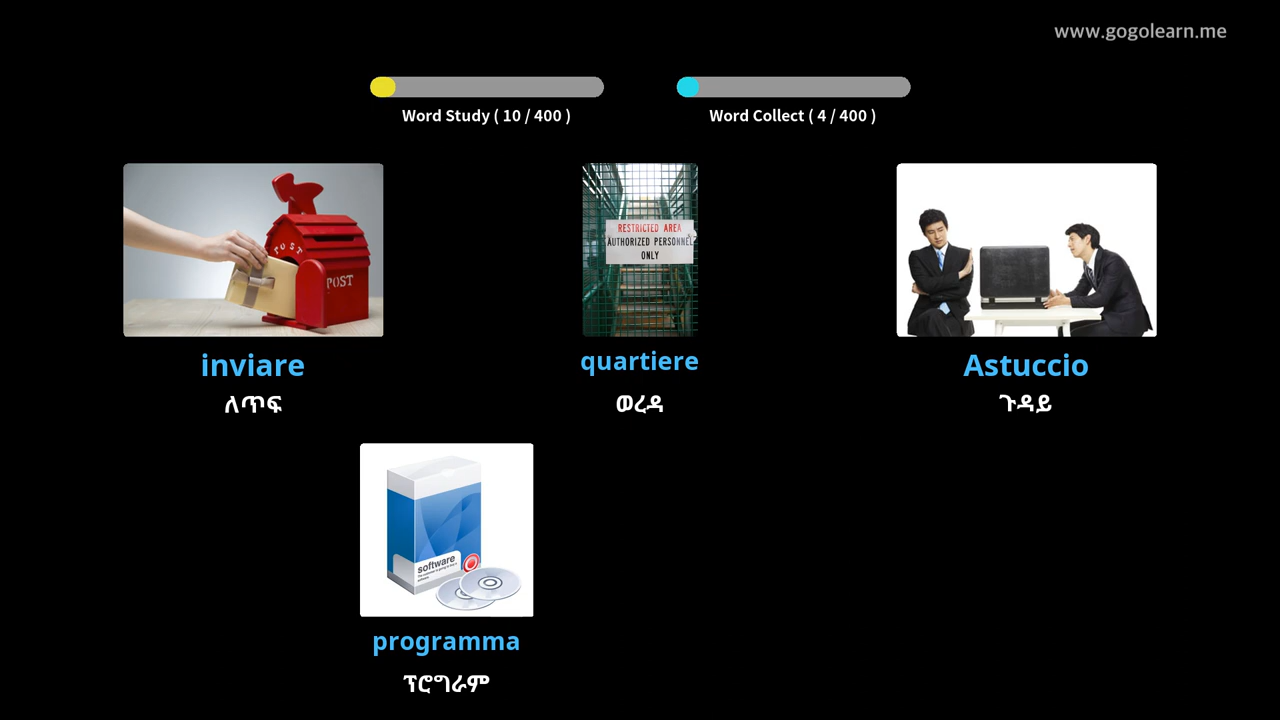 www.gogolearn.me
Word Study ( 10 / 400 )
Word Collect ( 4 / 400 )
POST
POST
RESTRICTED AREA
AUTHORIZED PERSONNEL
ONLY
inviare
quartiere
Astuccio
ለጥፍ
ወረዳ
ጉዳይ
software
programma
ፕሮግራም